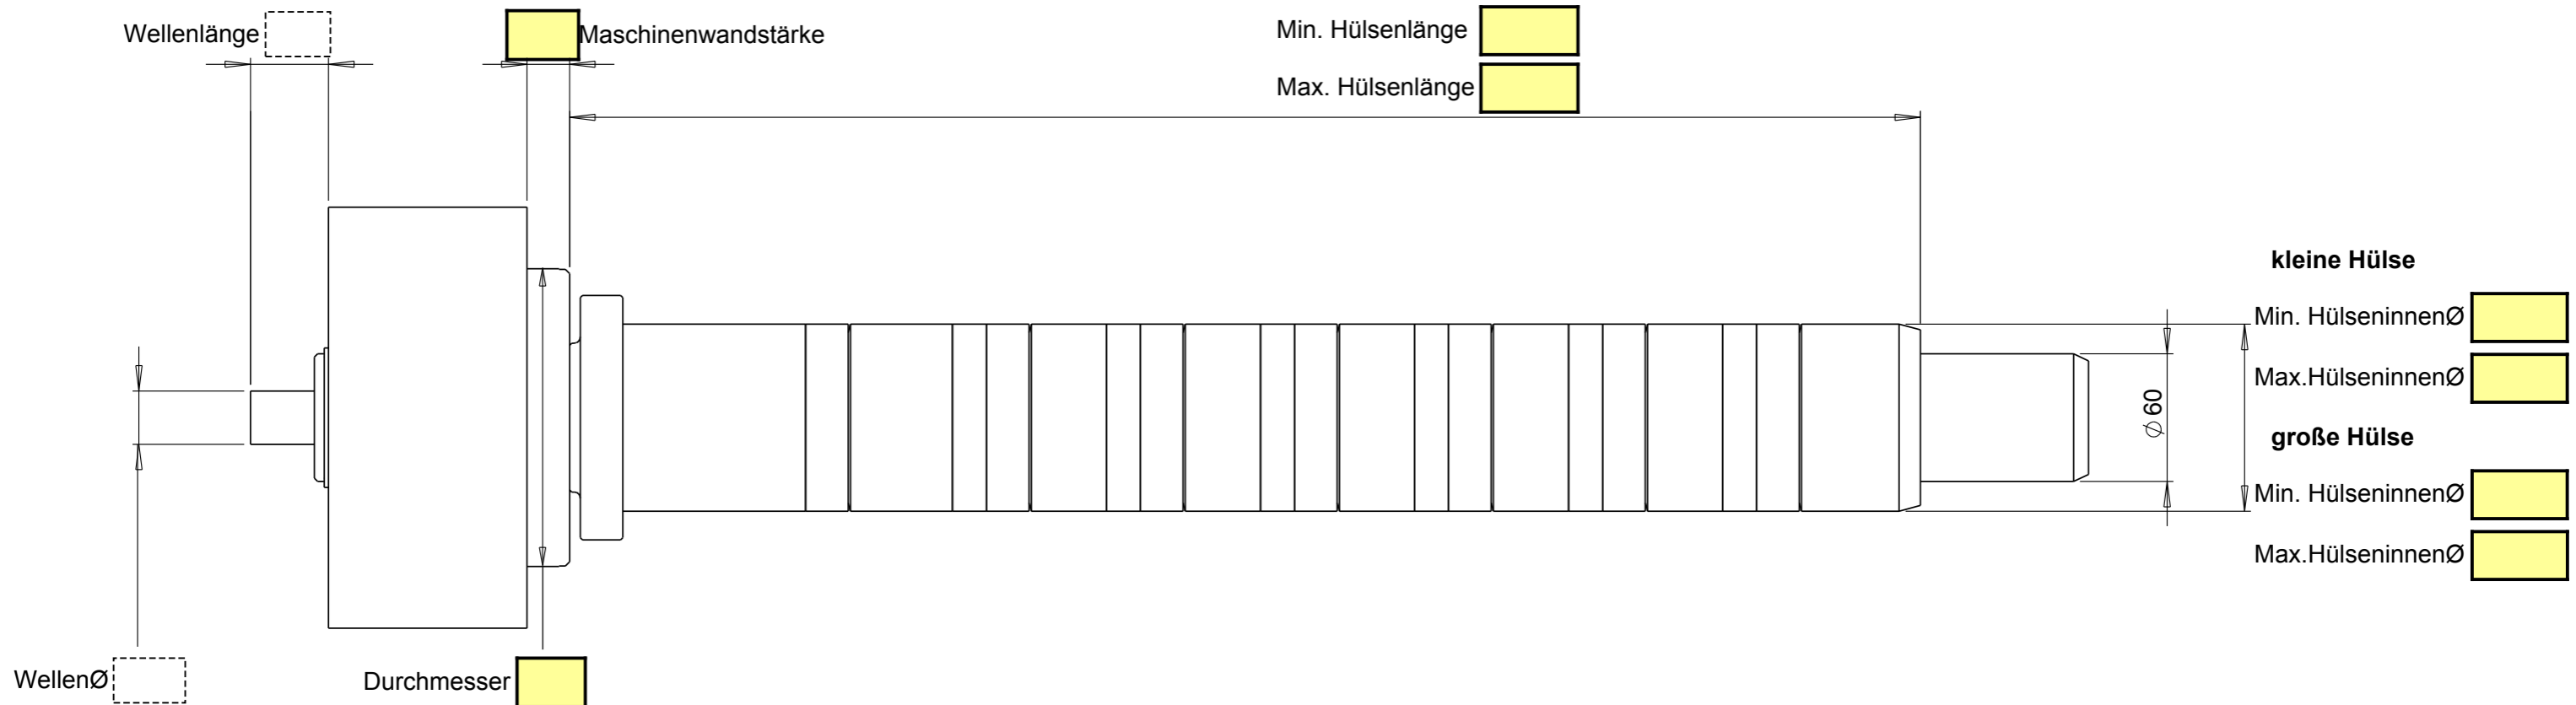 Wellenlänge
Maschinenwandstärke
Min. Hülsenlänge
Max. Hülsenlänge
kleine Hülse
Min. HülseninnenØ
Max.HülseninnenØ
∅ 60
große Hülse
Min. HülseninnenØ
Max.HülseninnenØ
WellenØ
Durchmesser